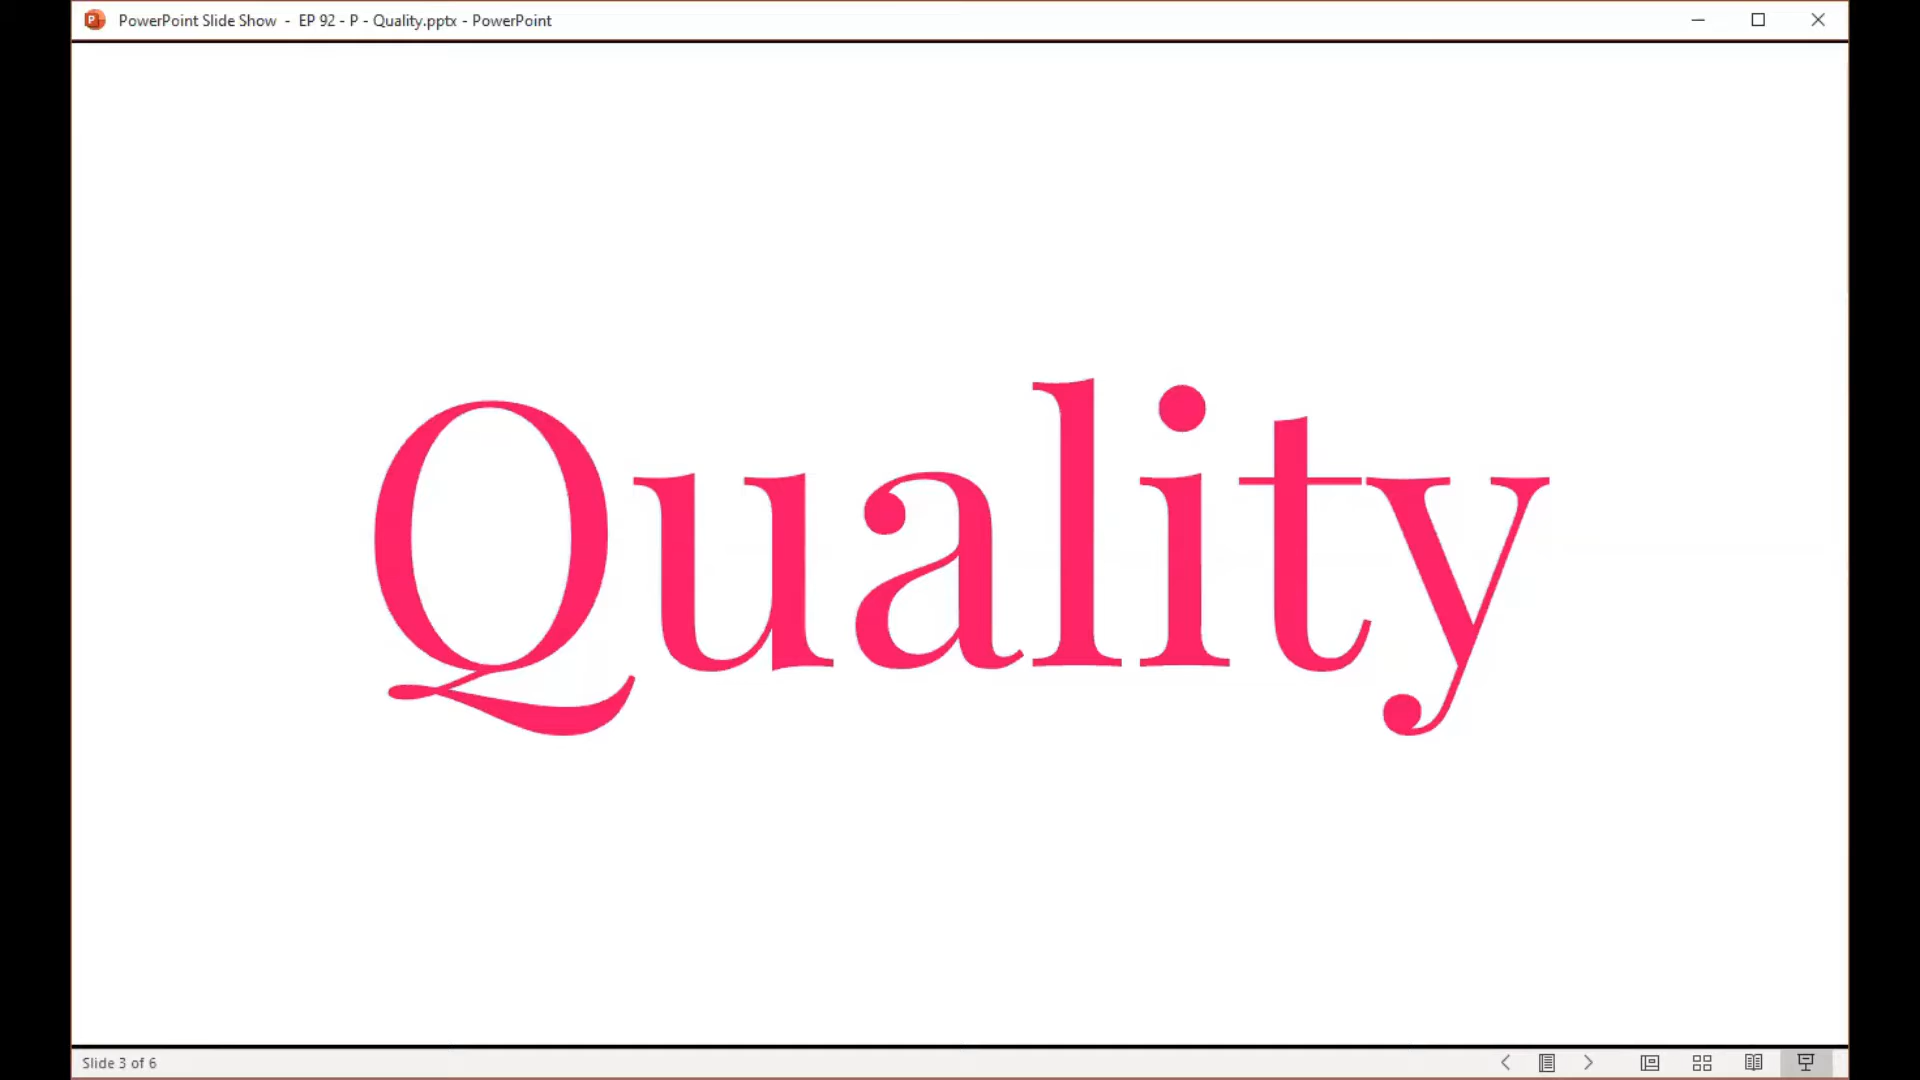 PowerPoint Slide Show - EP 92 - P - Quality.pptx - PowerPoint
Quality
Slide 3 of 6